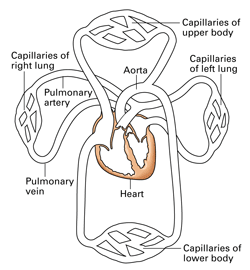 Capillaries of
upper body
Capillaries of
right lung
Capillaries
of left lung
Aorta
Pulmonary
artery
Pulmonary
vein
Heart
Capillaries of
lower body